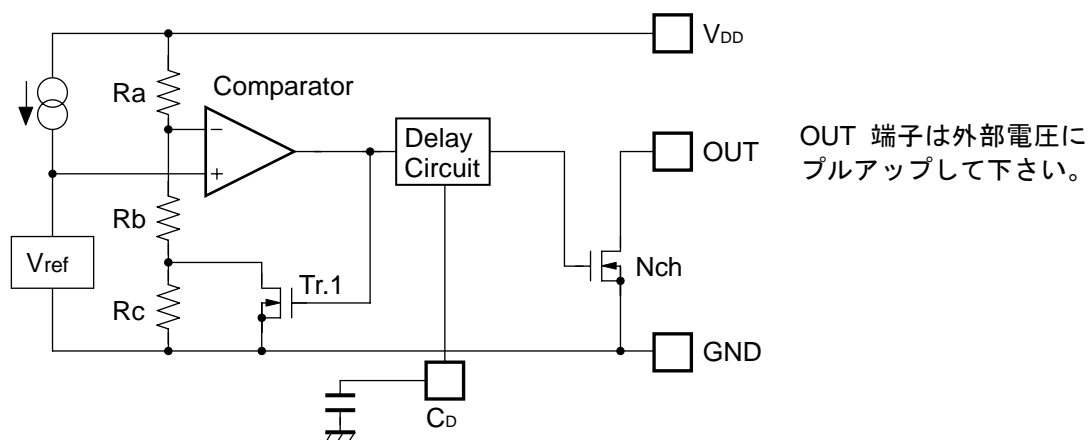 VDD
Ra
Comparator
−
+
Delay
Circuit
OUT
OUT 端子は外部電圧に
プルアップして下さい。
Rb
Vref
Rc
Tr.1
Nch
GND
CD